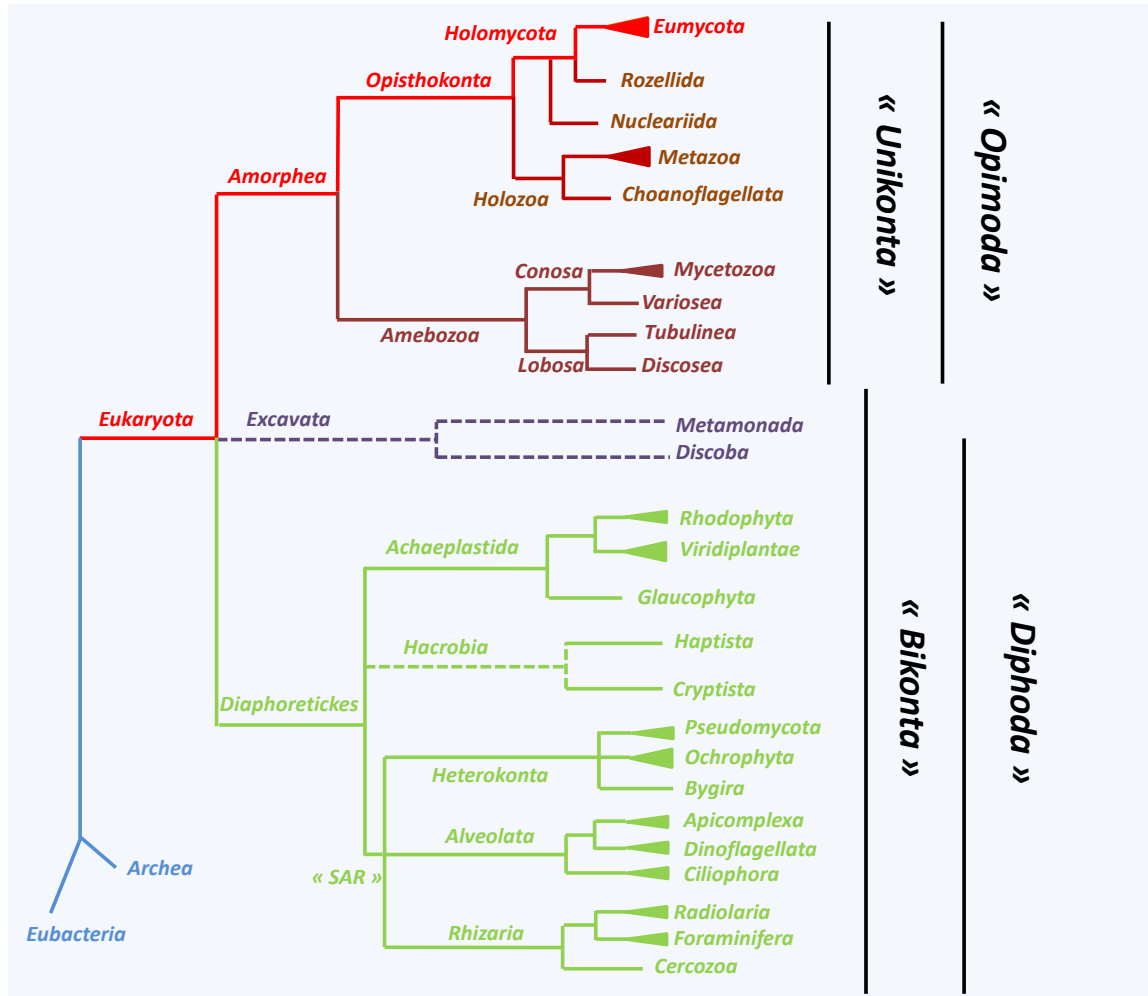 Holomycota
Eumycota
Opisthokonta
Rozellida
Nucleariida
Metazoa
Amorphea
Holozoa
Choanoflagellata
Conosa
Mycetozoa
Variosea
Amebozoa
Tubulinea
Lobosa
Discosea
Eukaryota
Excavata
Metamonada
Discoba
Rhodophyta
Achaeplastida
Viridiplantae
Glaucophyta
Hacrobia
Haptista
Cryptista
Diaphoretickes
Pseudomycota
Heterokonta
Ochrophyta
Bygira
Apicomplexa
Alveolata
Dinoflagellata
« SAR »
Ciliophora
Radiolaria
Rhizaria
Foraminifera
Cercozoa
Archea
Eubacteria
« Unikonta »
« Opimoda »
« Bikonta »
« Diphoda »